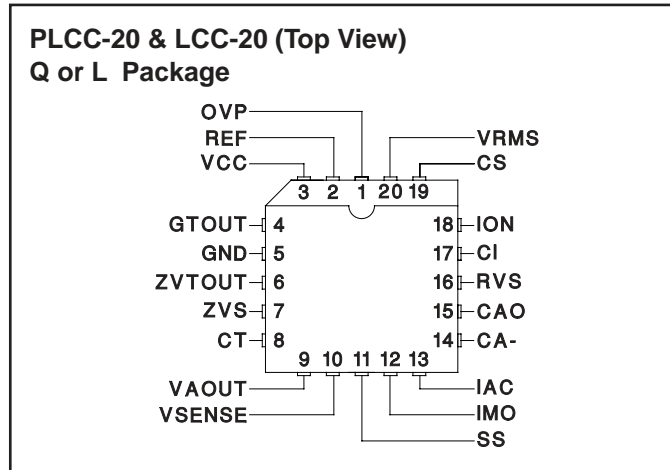 PLCC-20 & LCC-20 (Top View)
Q or L Package
OVP
REF
VCC
VRMS
CS
3 2 1 20 19
GTOUT 4
GND 5
ZVTOUT 6
ZVS 7
CT 8
18 ION
17 CI
16 RVS
15 CAO
14 CA-
9 10 11 12 13
VAOUT
VSENSE
IAC
IMO
SS